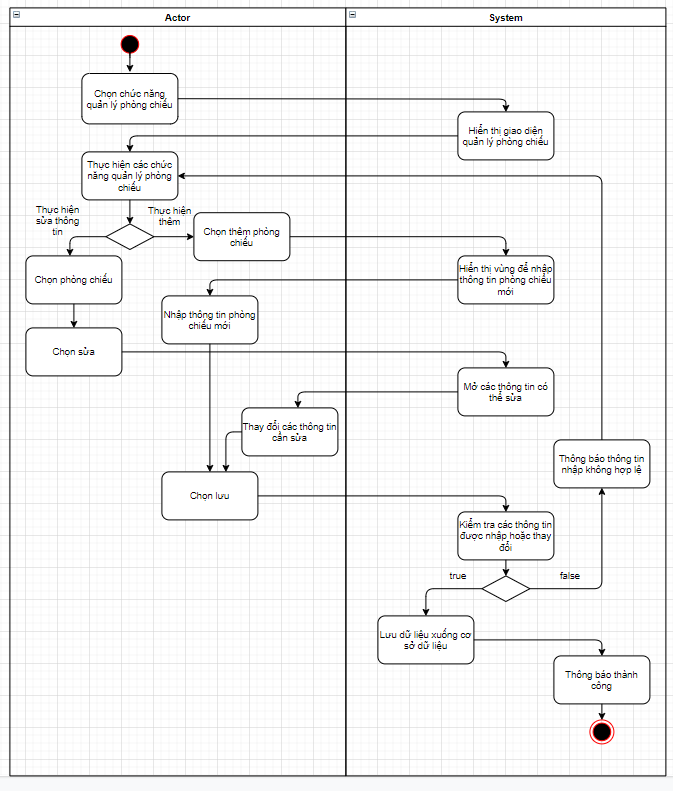 Actor
System
Chọn chức năng
quản lý phòng chiếu
Hiển thị giao diện
quản lý phòng chiếu
Thực hiện các chức
năng quản lý phòng
chiếu
Thực hiện
sửa thông
tin
Thực hiện
thêm
Chọn thêm phòng
chiếu
Chọn phòng chiếu
Hiển thị vùng để nhập
thông tin phòng chiếu
mới
Nhập thông tin phòng
chiếu mới
Chọn sửa
Mở các thông tin có
thể sửa
Thay đổi các thông tin
cần sửa
Thông báo thông tin
nhập không hợp lệ
Chọn lưu
Kiểm tra các thông tin
được nhập hoặc thay
đổi
true
false
Lưu dữ liệu xuống cơ
sở dữ liệu
Thông báo thành
công